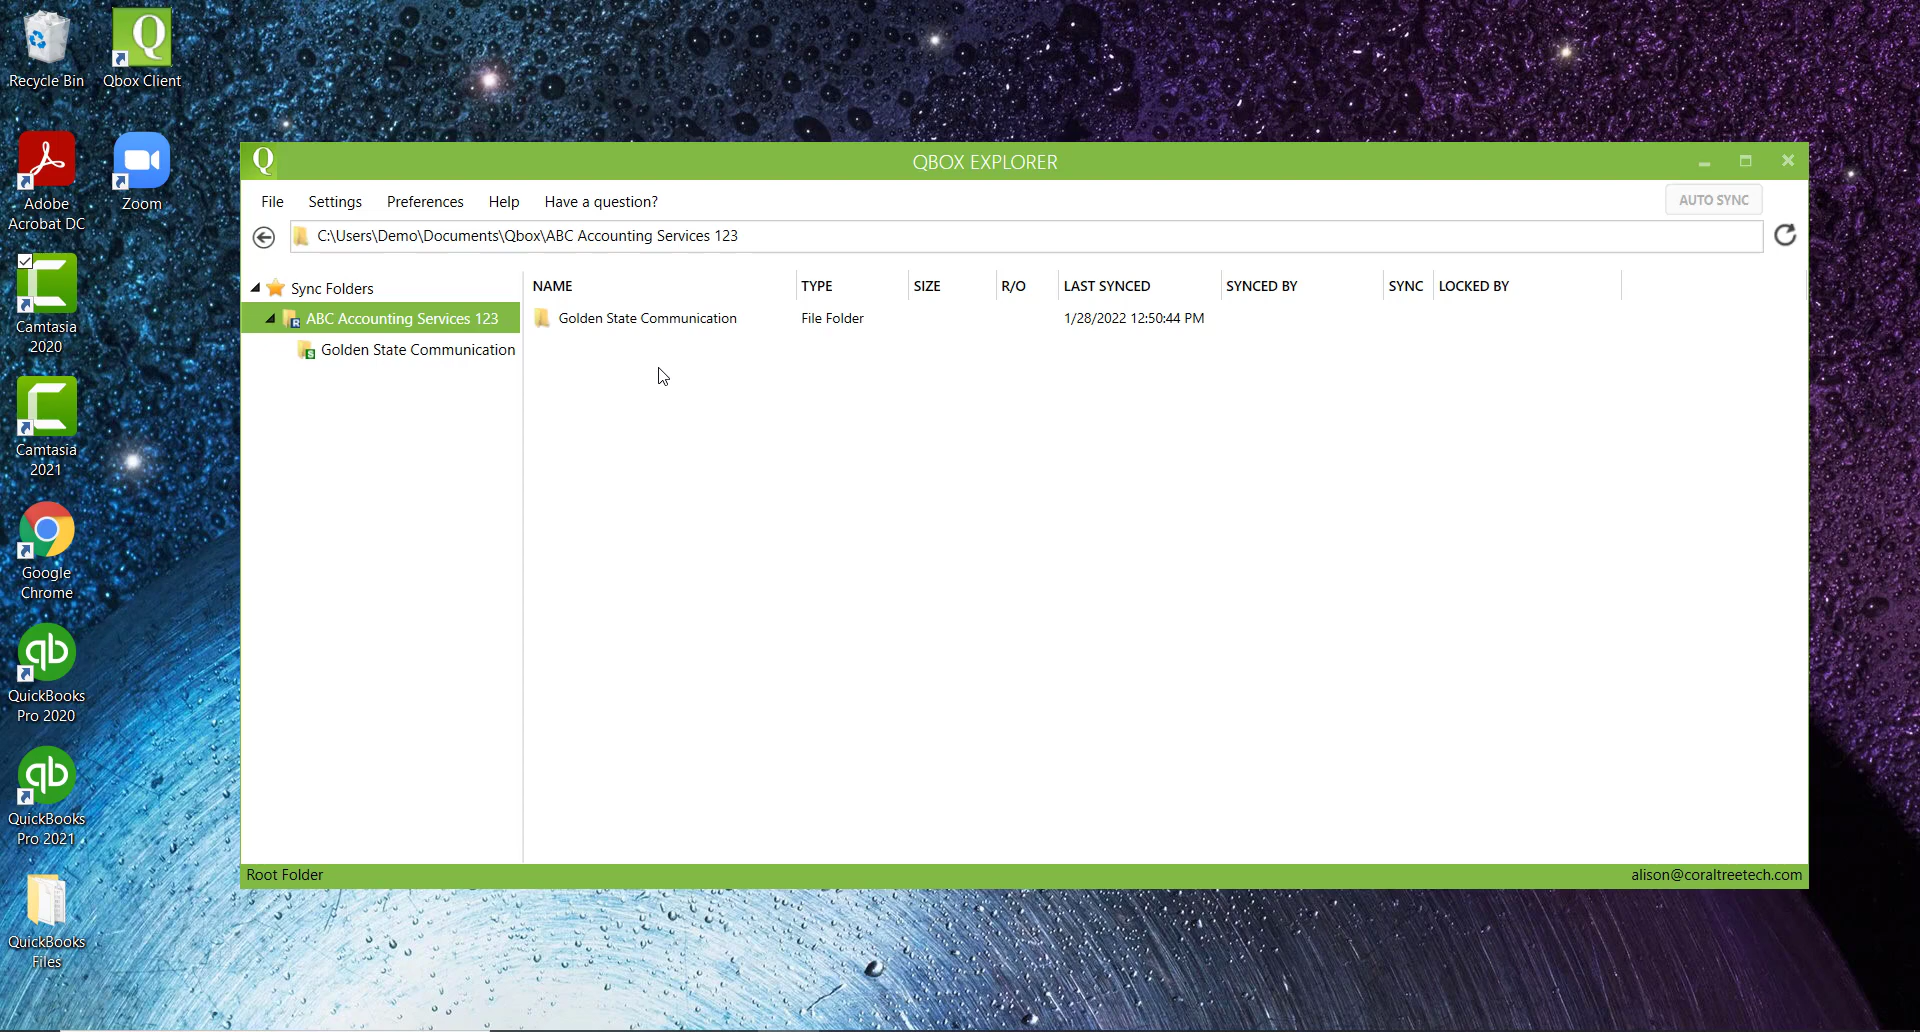 Recycle Bin
Qbox Client
Adobe
Acrobat DC
Zoom
Camtasia
2020
Camtasia
2021
Google
Chrome
qb
QuickBooks
Pro 2020
qb
QuickBooks
Pro 2021
QuickBooks
Files
Q
Q QBOX EXPLORER
File Settings Preferences Help Have a question? AUTO SYNC
C:\Users\Demo\Documents\Qbox\ABC Accounting Services 123
Sync Folders
ABC Accounting Services 123
Golden State Communication
NAME TYPE SIZE R/O LAST SYNCED SYNCED BY SYNC LOCKED BY
Golden State Communication File Folder 1/28/2022 12:50:44 PM
Root Folder alison@coraltreetech.com